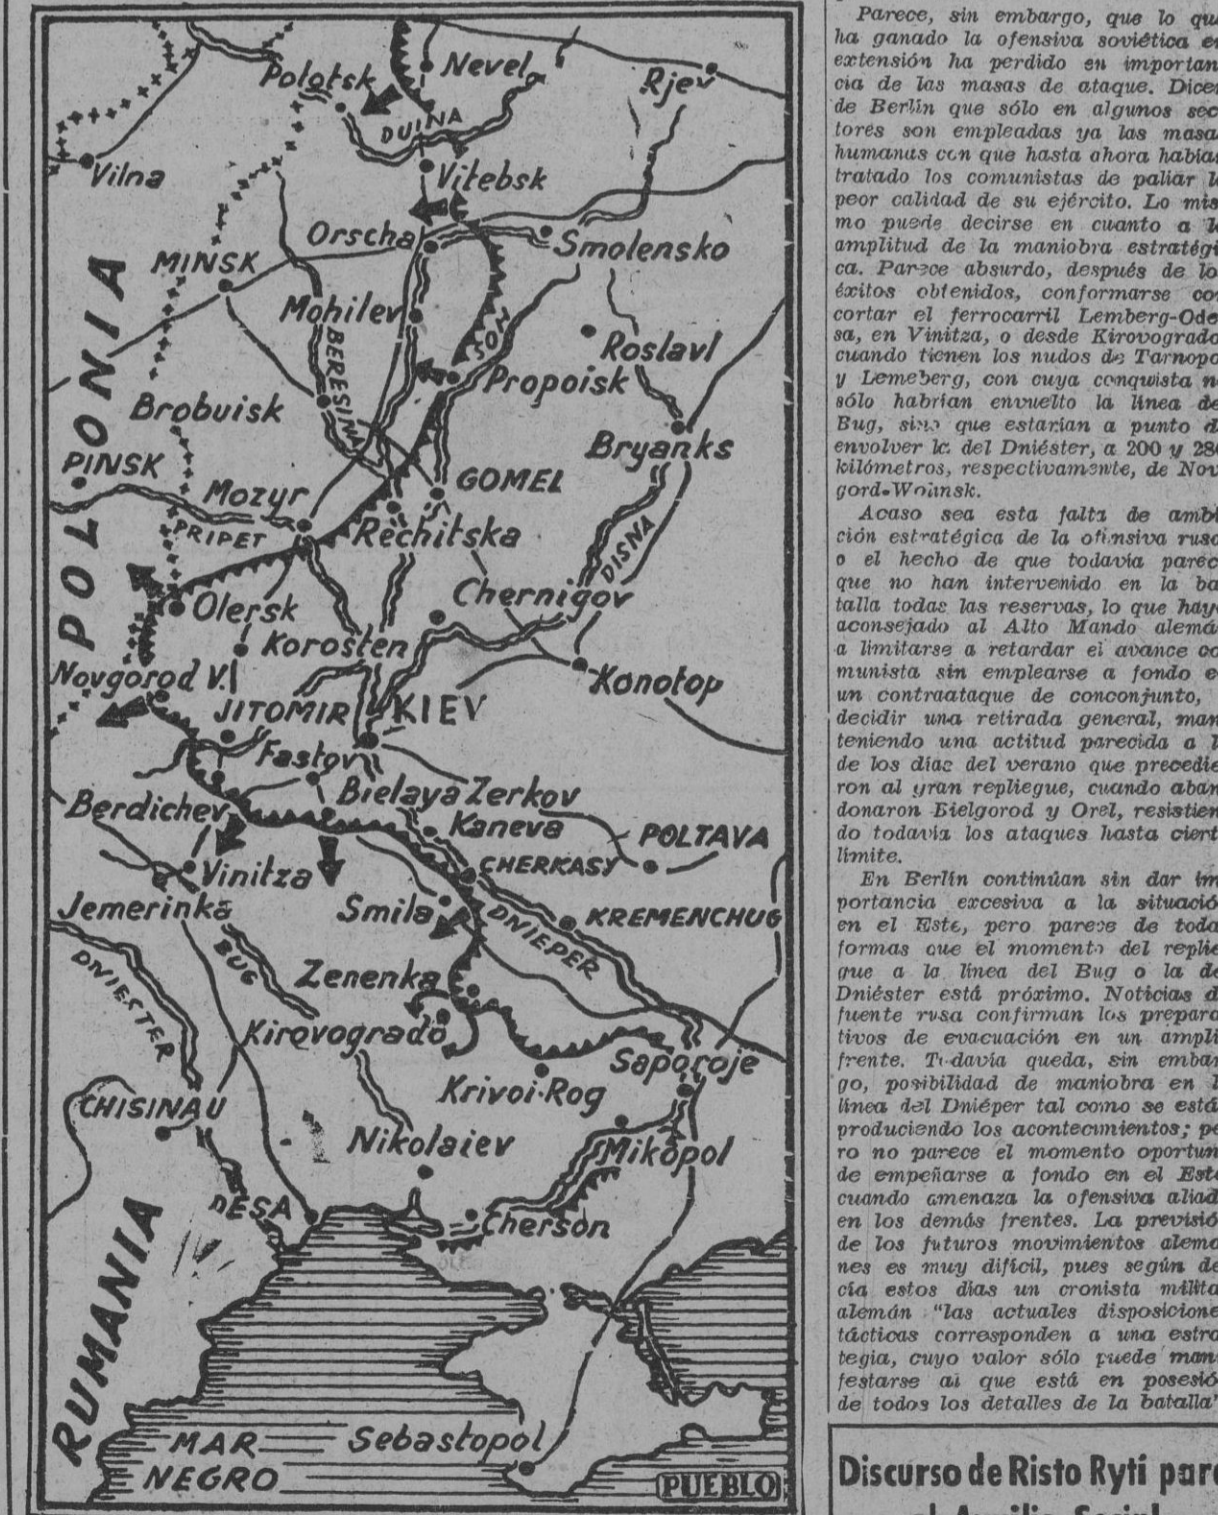 Polotsk
Nevel
Rjev
DUINA
Vilna
Vitebsk
Orscha
Smolensko
MINSK
Mohilev
SOZ
Roslavl
BERESINA
Propoisk
Brobuisk
Bryanks
POLONIA
PINSK
GOMEL
Mozyr
PRIPET
Rechitska
DISNA
Olersk
Chernigov
Korosten
Novgorod V.
Konotop
JITOMIR
KIEV
Fastov
Berdichev
Bielaya Zerkov
Kaneva
POLTAVA
Vinitza
CHERKASY
Jemerinka
Smila
KREMENCHUG
DNIEPER
BUG
DNIESTER
Zenenka
Kirovogrado
Saporoje
Krivoi-Rog
CHISINAU
Nikolaiev
Mikopol
DESA
Cherson
RUMANIA
MAR
NEGRO
Sebastopol
PUEBLO
Parece, sin embargo, que lo qu
ha ganado la ofensiva soviética e
extensión ha perdido en importan
cia de las masas de ataque. Dice
de Berlín que sólo en algunos sec
tores son empleadas ya las masa
humanas con que hasta ahora había
tratado los comunistas de paliar l
peor calidad de su ejército. Lo mis
mo puede decirse en cuanto a l
amplitud de la maniobra estratégi
ca. Parece absurdo, después de lo
éxitos obtenidos, conformarse co
cortar el ferrocarril Lemberg-Ode
sa, en Vinitza, o desde Kirovogrado
cuando tienen los nudos de Tarnopo
y Lemeberg, con cuya conquista n
sólo habrían envuelto la línea de
Bug, sino que estarían a punto d
envolver la del Dniéster, a 200 y 28
kilómetros, respectivamente, de Nov
gord-Wolinsk.
Acaso sea esta falta de ambi
ción estratégica de la ofensiva rusa
o el hecho de que todavía parec
que no han intervenido en la ba
talla todas las reservas, lo que hay
aconsejado al Alto Mando alemá
a limitarse a retardar el avance co
munista sin emplearse a fondo e
un contraataque de conconjunto,
decidir una retirada general, man
teniendo una actitud parecida a l
de los días del verano que precedie
ron al gran repliegue, cuando aban
donaron Bielgorod y Orel, resistien
do todavía los ataques hasta ciert
límite.
En Berlín continúan sin dar im
portancia excesiva a la situació
en el Este, pero parece de toda
formas que el momento del replie
gue a la línea del Bug o la de
Dniéster está próximo. Noticias d
fuente rusa confirman los prepara
tivos de evacuación en un ampli
frente. Todavía queda, sin embar
go, posibilidad de maniobra en l
línea del Dniéper tal como se está
produciendo los acontecimientos; pe
ro no parece el momento oportun
de empeñarse a fondo en el Est
cuando amenaza la ofensiva aliad
en los demás frentes. La previsió
de los futuros movimientos alema
nes es muy difícil, pues según de
cía estos días un cronista milita
alemán "las actuales disposicione
tácticas corresponden a una estra
tegia, cuyo valor sólo puede man
festarse al que está en posesió
de todos los detalles de la batalla"
Discurso de Risto Ryti par
el Auxilio Social